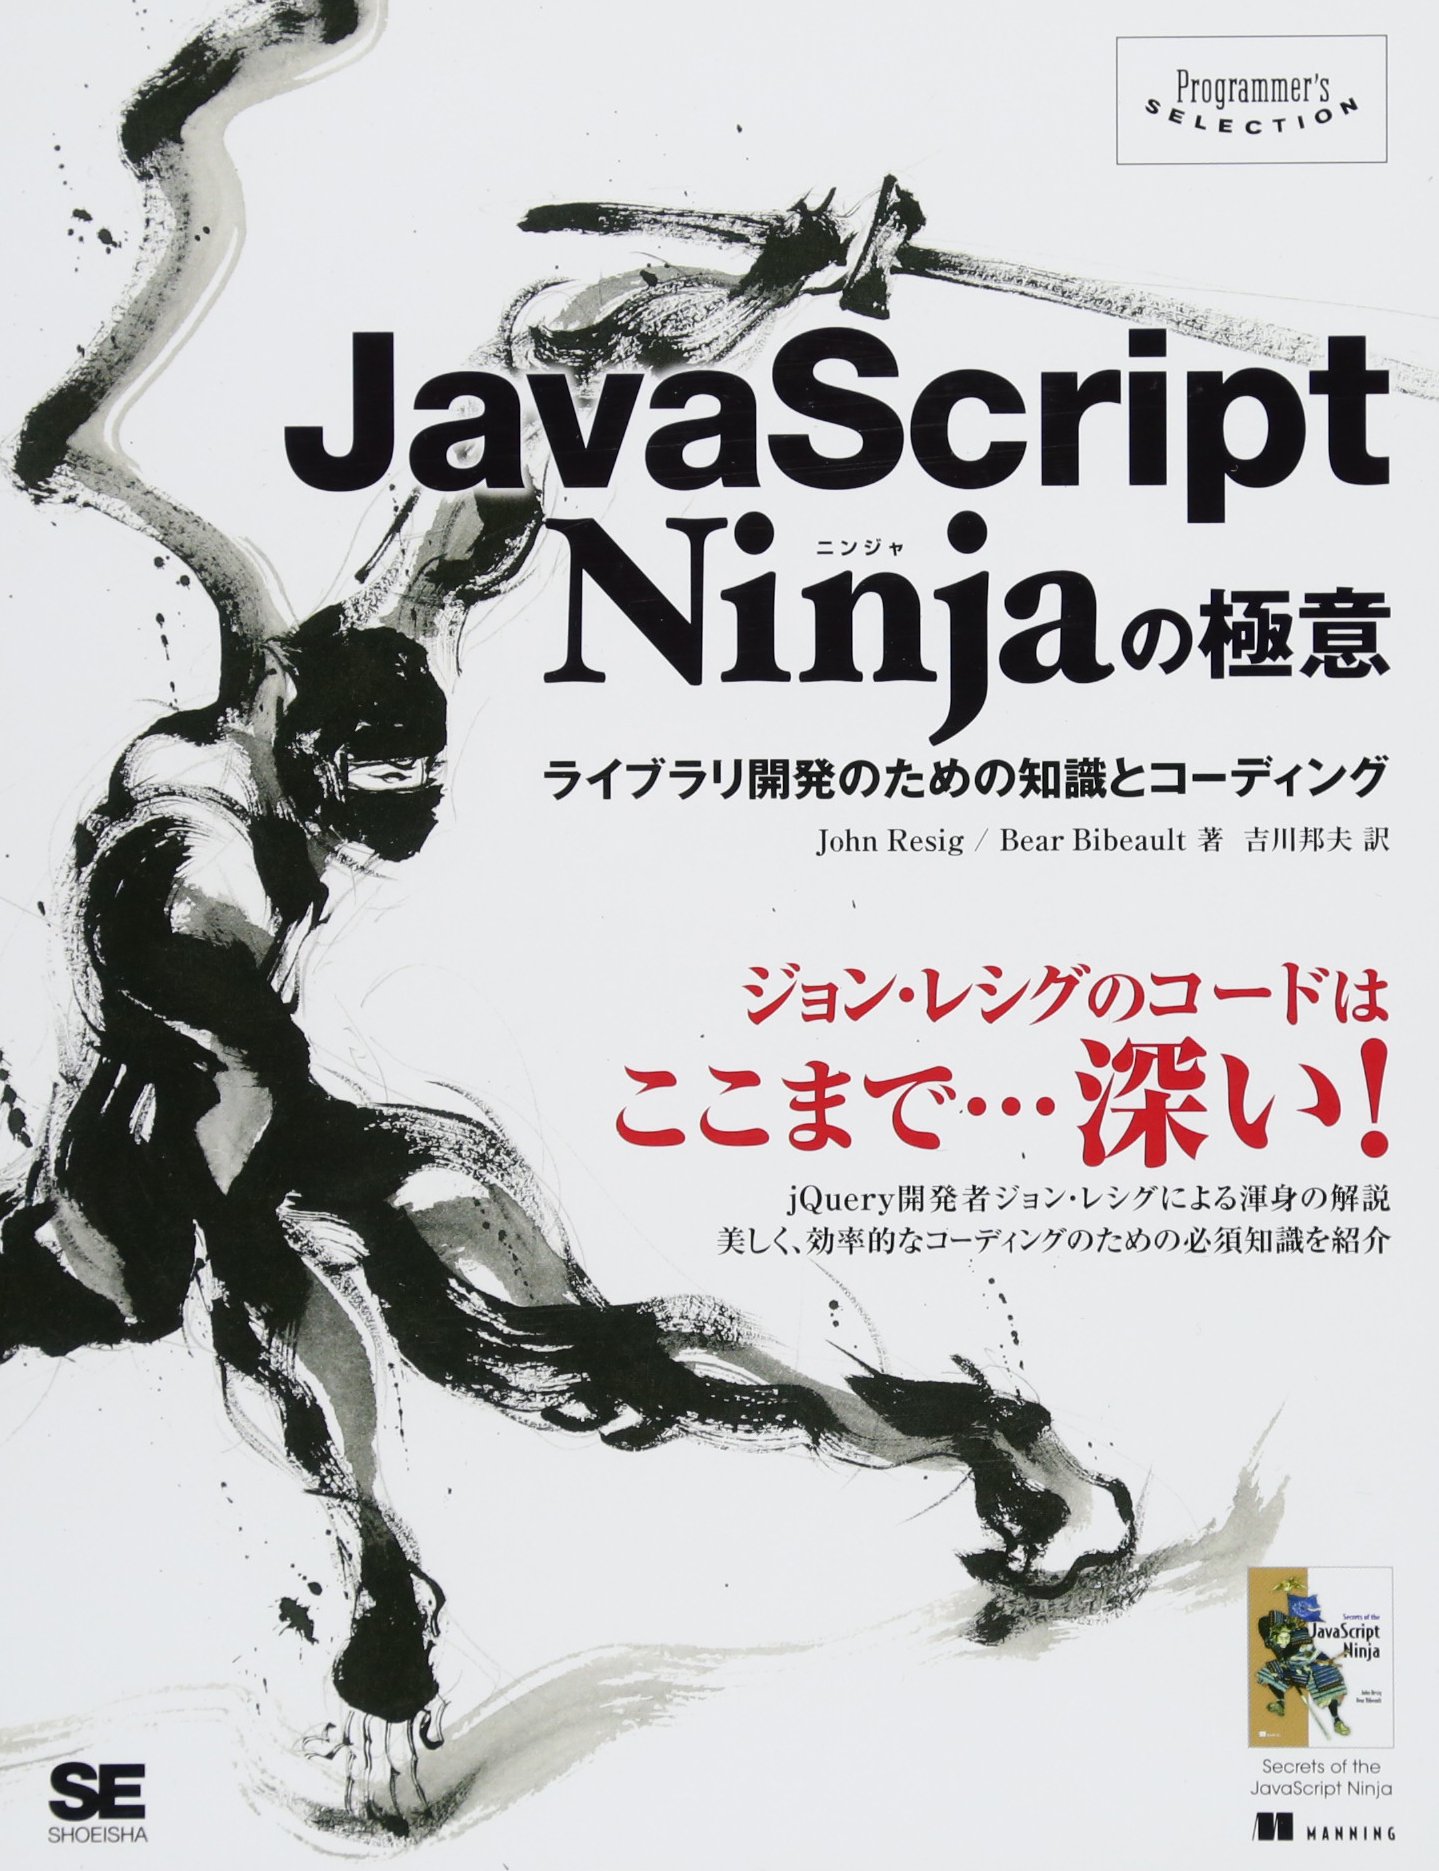 Programmer's
SELECTION
JavaScript
ニンジャ
Ninjaの極意
ライブラリ開発のための知識とコーディング
John Resig / Bear Bibeault 著 吉川邦夫 訳
ジョン・レシグのコードは
ここまで…深い!
jQuery開発者ジョン・レシグによる渾身の解説
美しく、効率的なコーディングのための必須知識を紹介
Secrets of the
JavaScript
Ninja
John Resig
Bear Bibeault
Secrets of the
JavaScript Ninja
MANNING
SE
SHOEISHA